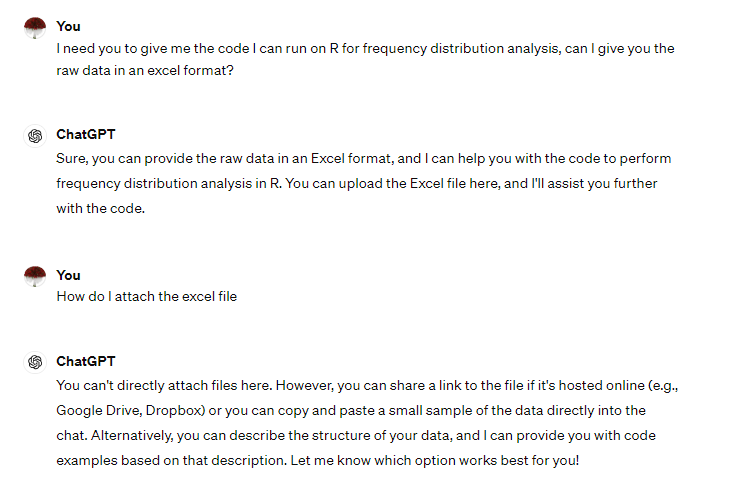 You
I need you to give me the code I can run on R for frequency distribution analysis, can I give you the
raw data in an excel format?
ChatGPT
Sure, you can provide the raw data in an Excel format, and I can help you with the code to perform
frequency distribution analysis in R. You can upload the Excel file here, and I'll assist you further
with the code.
You
How do I attach the excel file
ChatGPT
You can't directly attach files here. However, you can share a link to the file if it's hosted online (e.g.,
Google Drive, Dropbox) or you can copy and paste a small sample of the data directly into the
chat. Alternatively, you can describe the structure of your data, and I can provide you with code
examples based on that description. Let me know which option works best for you!